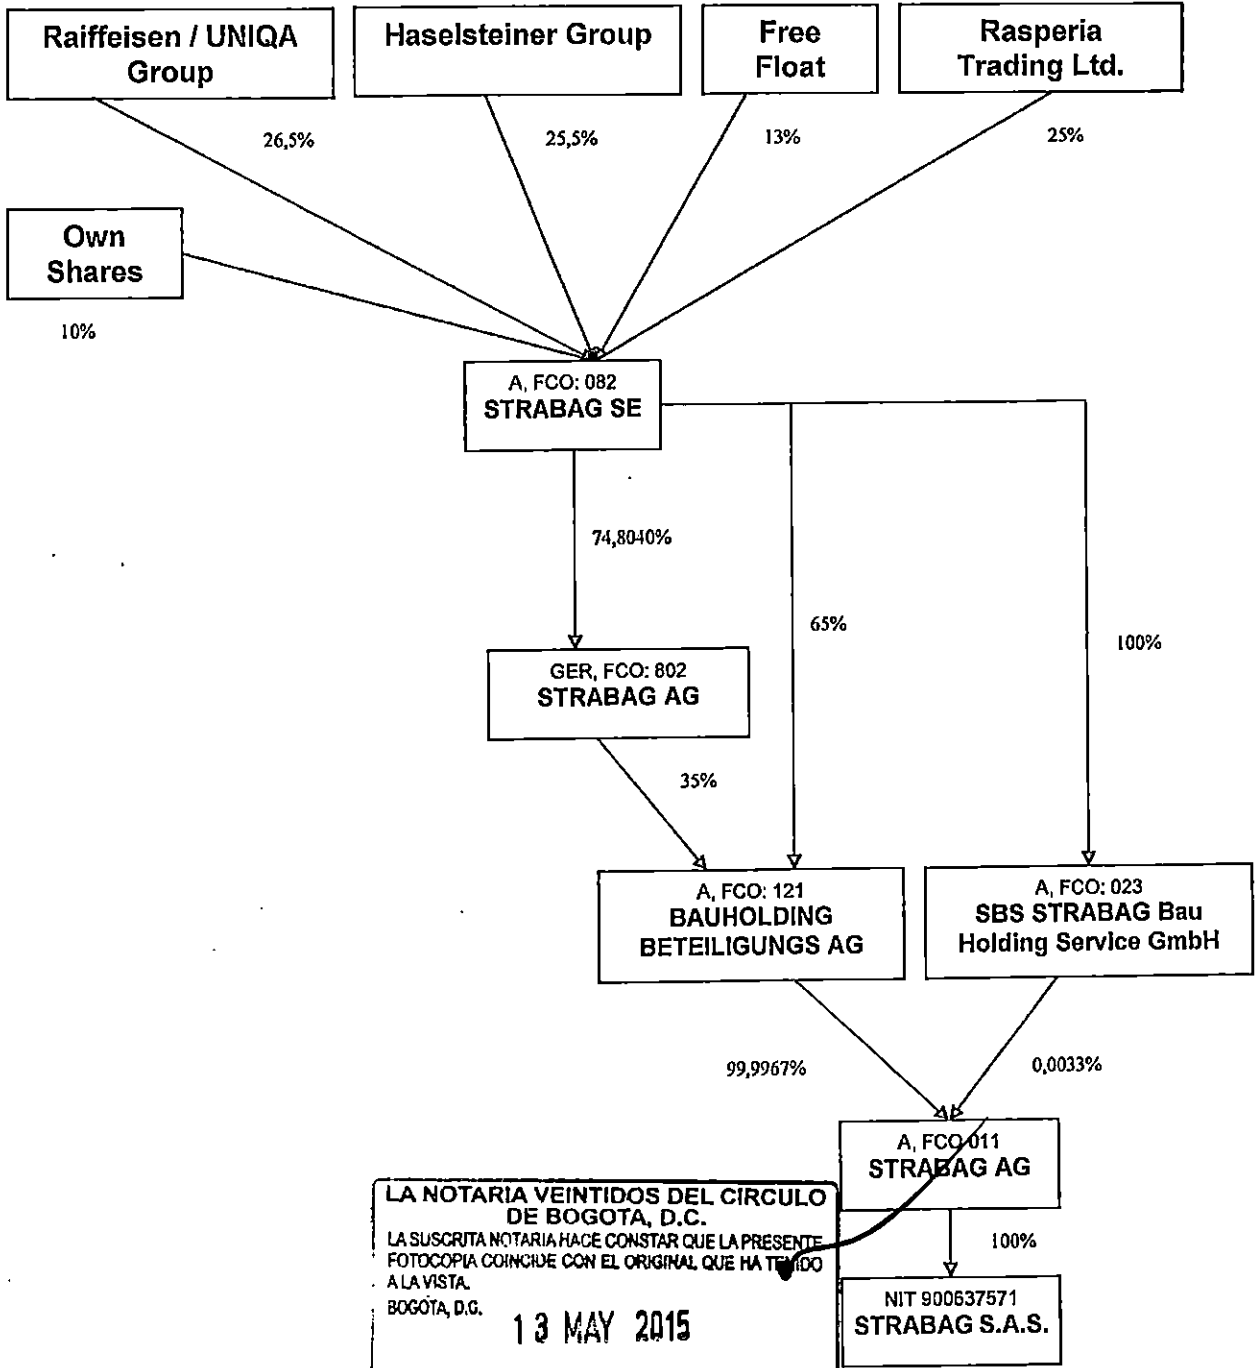 Raiffeisen / UNIQA
Group
Haselsteiner Group
Free
Float
Rasperia
Trading Ltd.
26,5%
25,5%
13%
25%
Own
Shares
10%
A, FCO: 082
STRABAG SE
74,8040%
65%
100%
GER, FCO: 802
STRABAG AG
35%
A, FCO: 121
BAUHOLDING
BETEILIGUNGS AG
A, FCO: 023
SBS STRABAG Bau
Holding Service GmbH
99,9967%
0,0033%
A, FCO 011
STRABAG AG
100%
NIT 900637571
STRABAG S.A.S.
LA NOTARIA VEINTIDOS DEL CIRCULO
DE BOGOTA, D.C.
LA SUSCRITA NOTARIA HACE CONSTAR QUE LA PRESENTE
FOTOCOPIA COINCIDE CON EL ORIGINAL QUE HA TENIDO
A LA VISTA.
BOGOTA, D.C.
13 MAY 2015